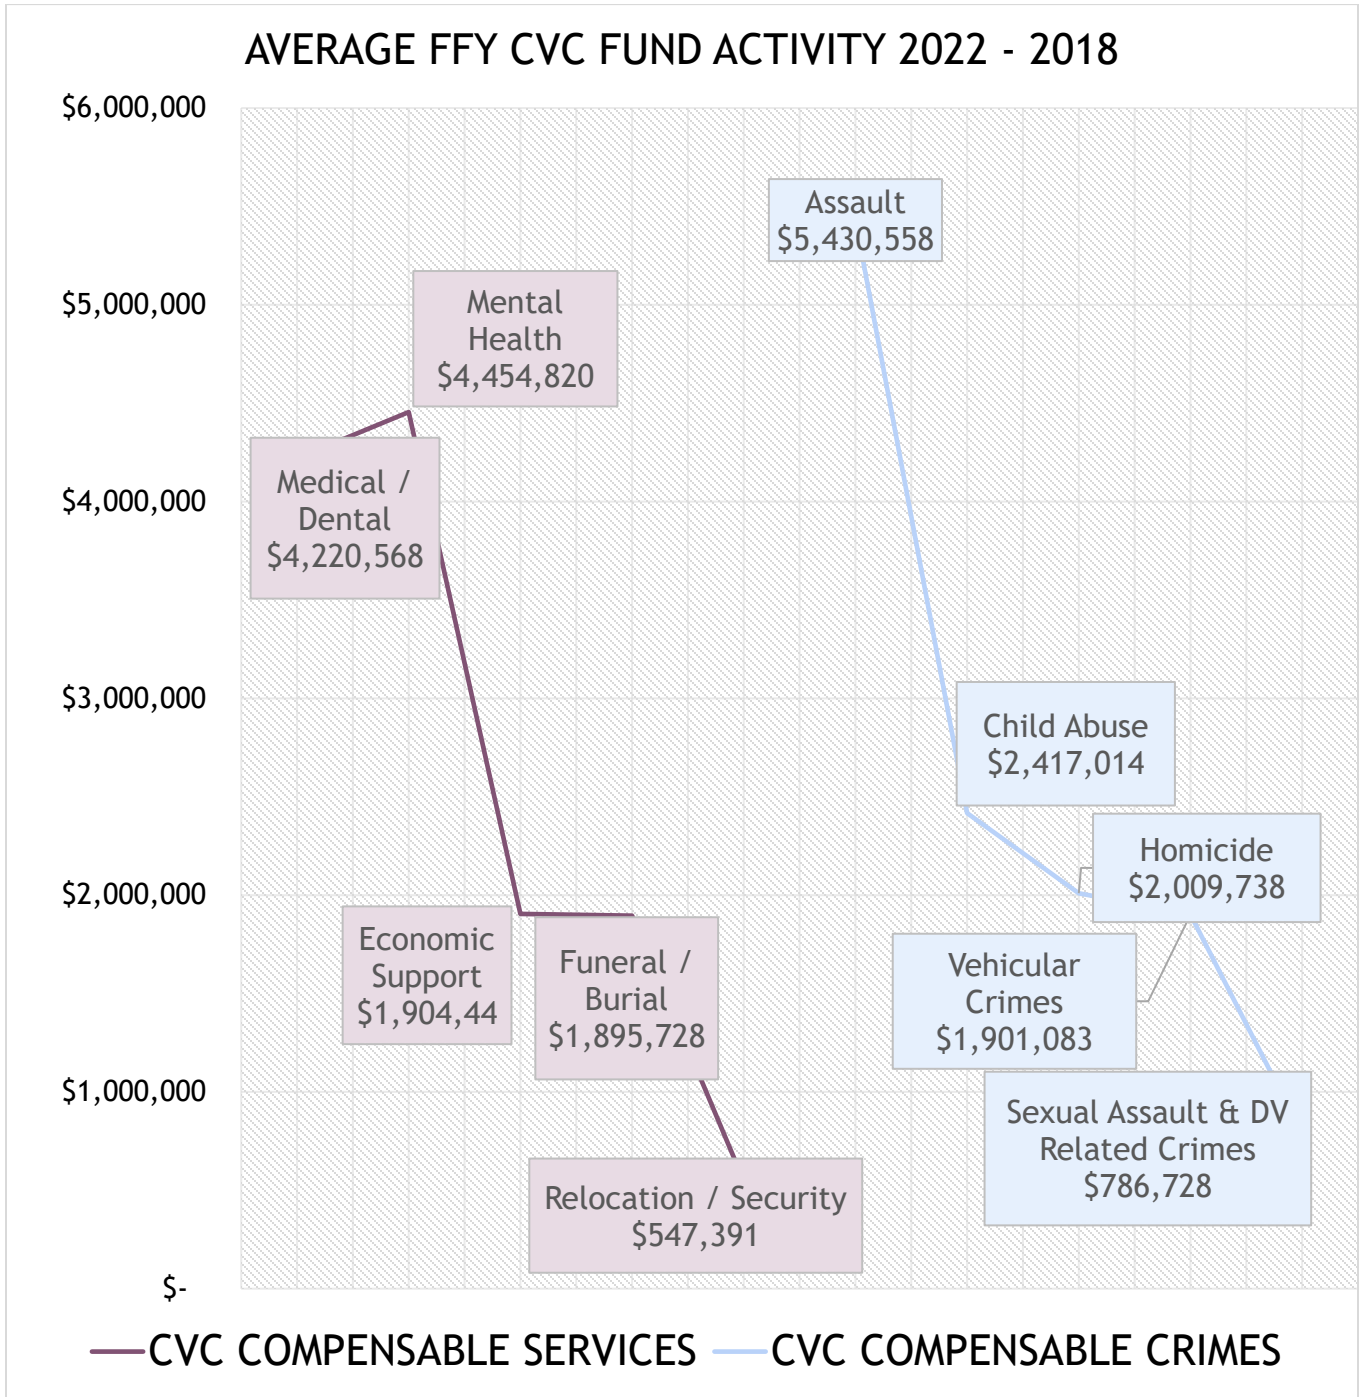 AVERAGE FFY CVC FUND ACTIVITY 2022 - 2018
$6,000,000
$5,000,000
$4,000,000
$3,000,000
$2,000,000
$1,000,000
$-
Mental
Health
$4,454,820
Medical /
Dental
$4,220,568
Economic
Support
$1,904,44
Funeral /
Burial
$1,895,728
Relocation / Security
$547,391
Assault
$5,430,558
Child Abuse
$2,417,014
Homicide
$2,009,738
Vehicular
Crimes
$1,901,083
Sexual Assault & DV
Related Crimes
$786,728
CVC COMPENSABLE SERVICES
CVC COMPENSABLE CRIMES